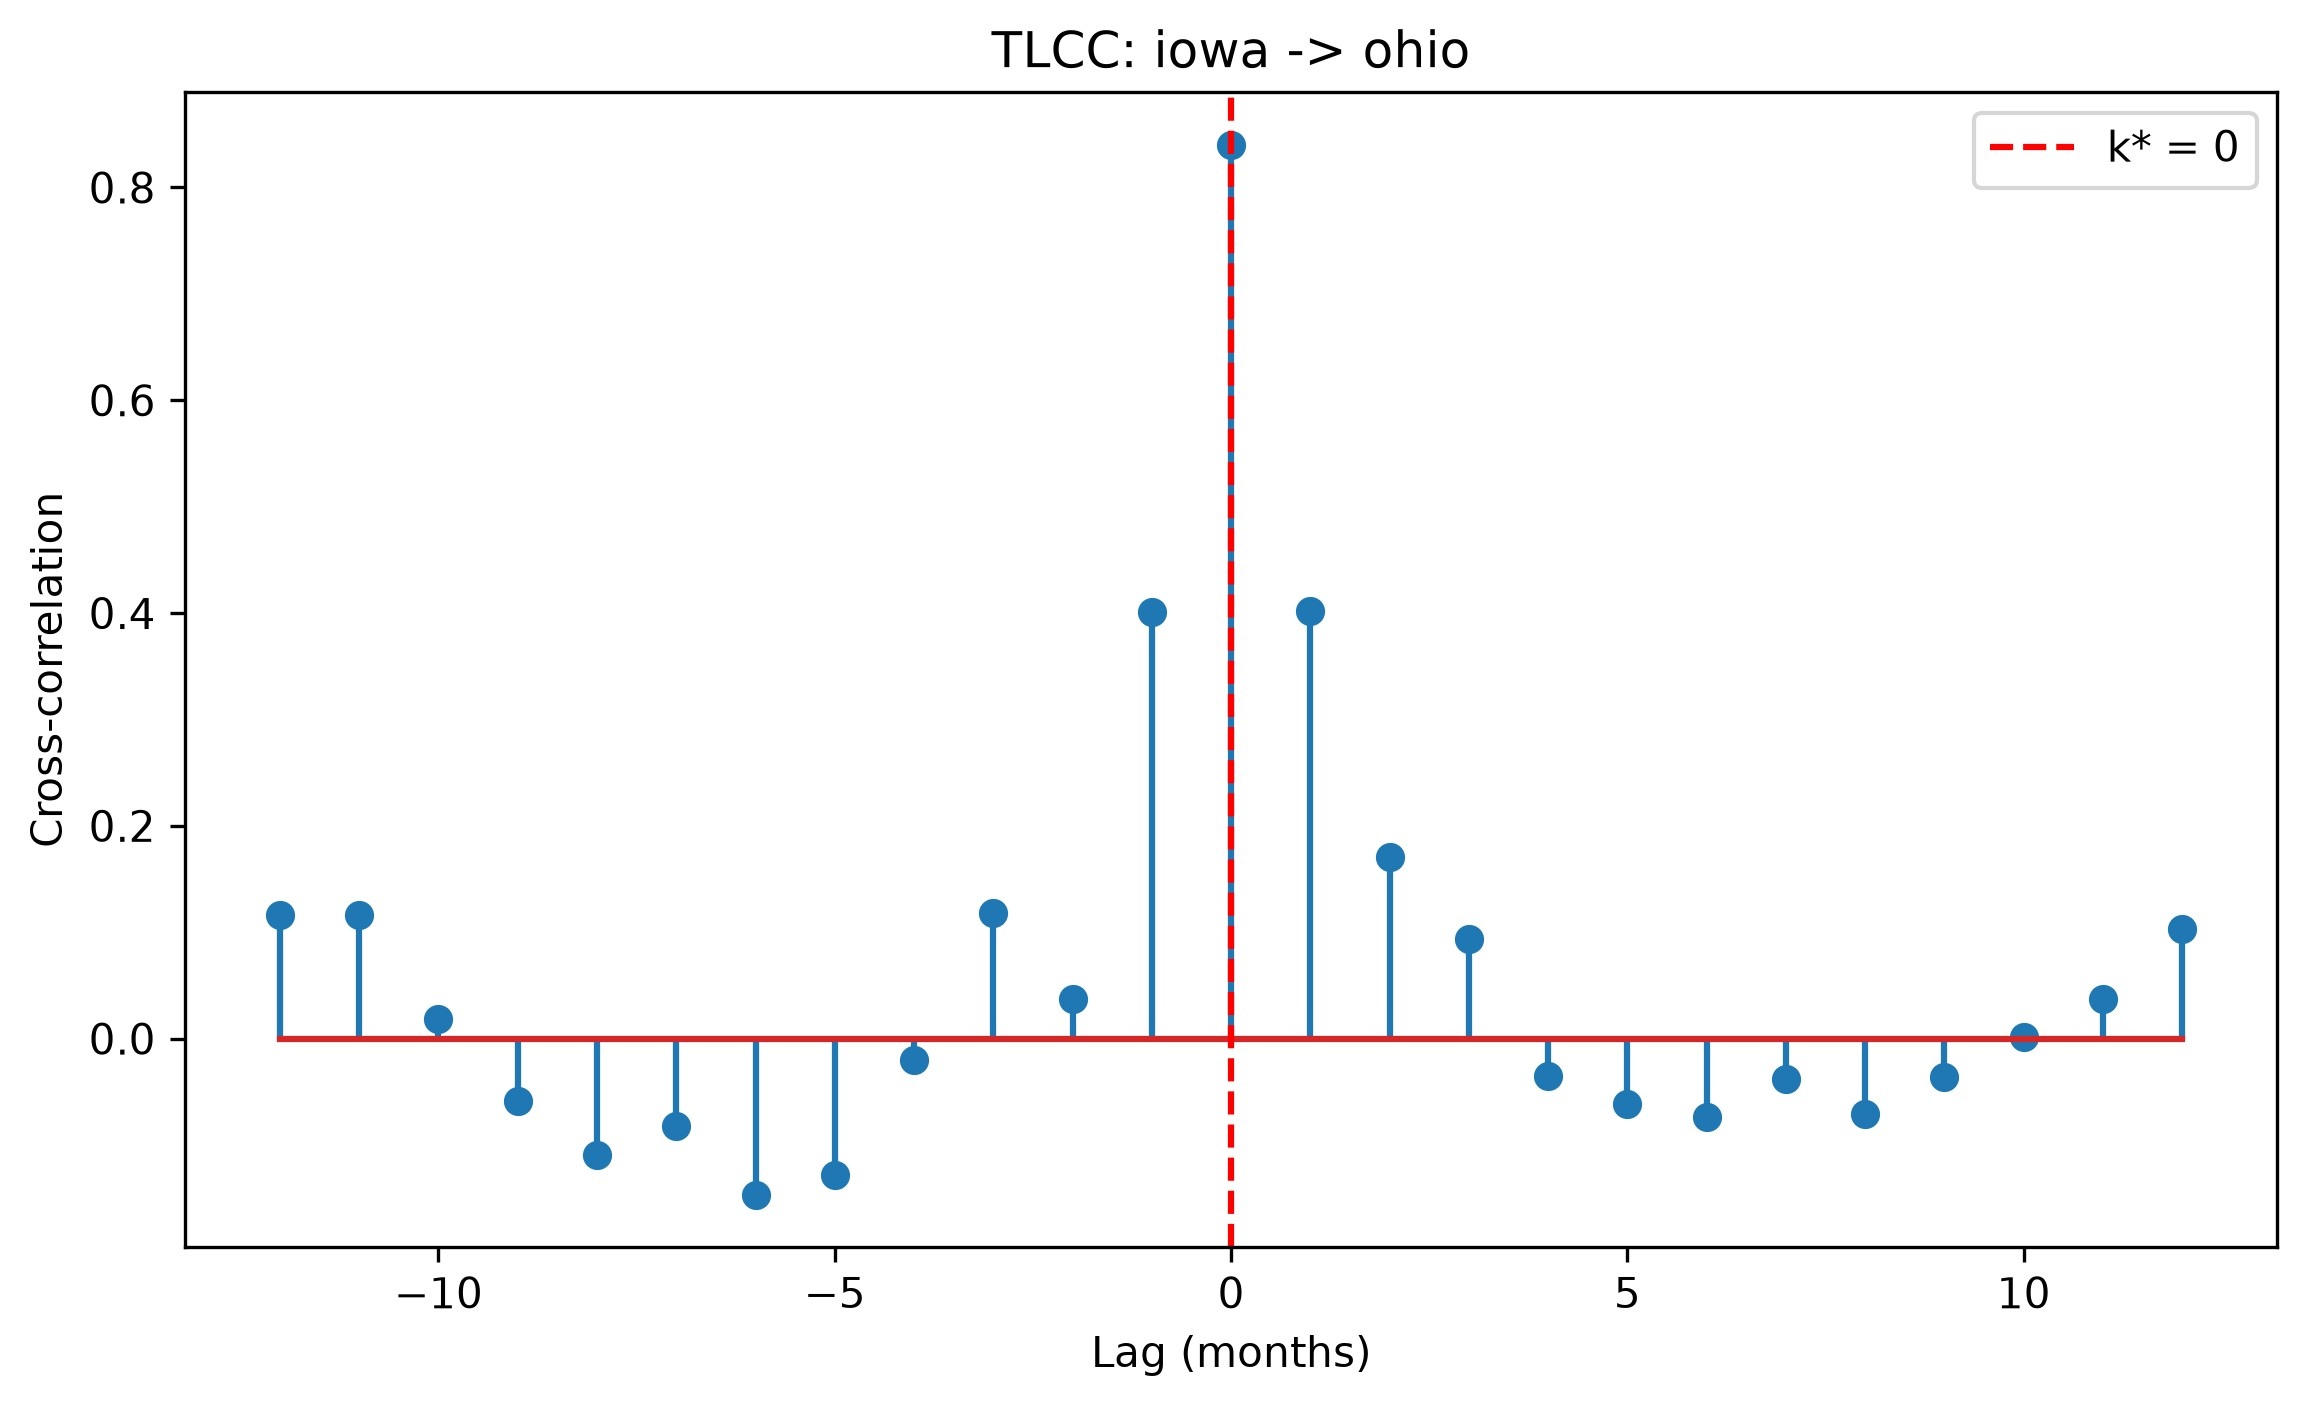 TLCC: iowa -> ohio
k* = 0
Cross-correlation
0.8
0.6
0.4
0.2
0.0
−10
−5
0
5
10
Lag (months)